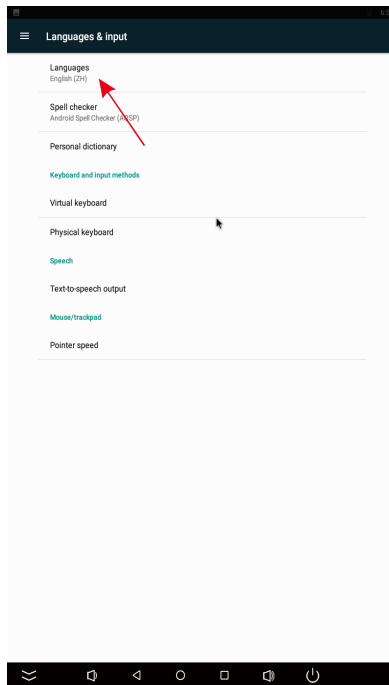 Languages & input
Languages
English (ZH)
Spell checker
Android Spell Checker (AOSP)
Personal dictionary
Keyboard and input methods
Virtual keyboard
Physical keyboard
Speech
Text-to-speech output
Mouse/trackpad
Pointer speed